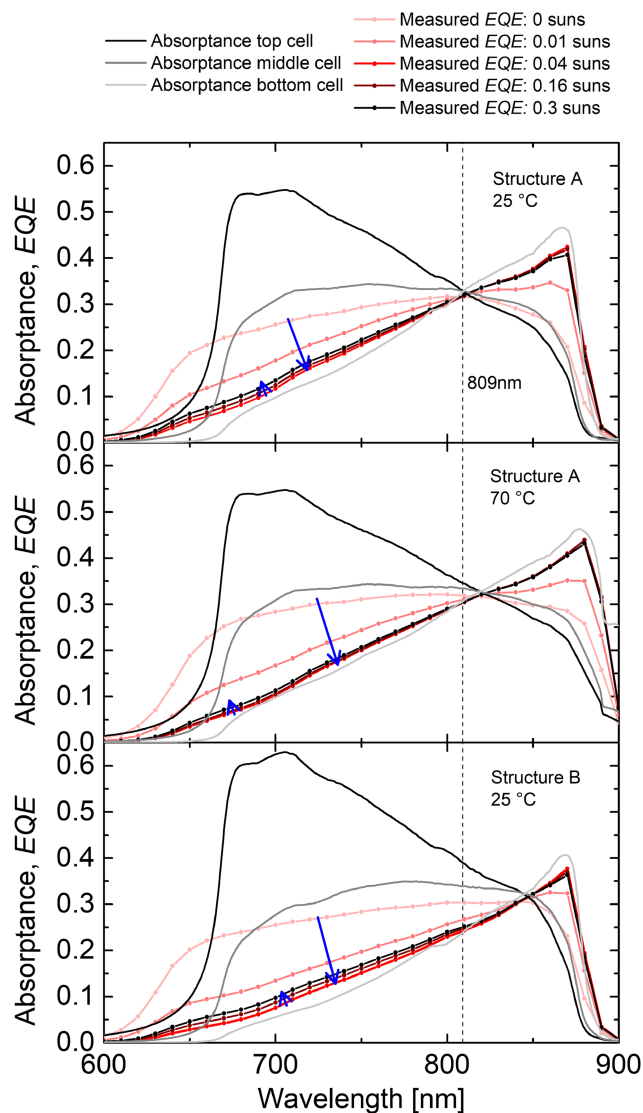 Absorptance top cell
Absorptance middle cell
Absorptance bottom cell
Measured EQE: 0 suns
Measured EQE: 0.01 suns
Measured EQE: 0.04 suns
Measured EQE: 0.16 suns
Measured EQE: 0.3 suns
Absorptance, EQE
0.6
0.5
0.4
0.3
0.2
0.1
0.0
Structure A
25 °C
809nm
Absorptance, EQE
0.6
0.5
0.4
0.3
0.2
0.1
0.0
Structure A
70 °C
Absorptance, EQE
0.6
0.5
0.4
0.3
0.2
0.1
0.0
Structure B
25 °C
600 700 800 900
Wavelength [nm]